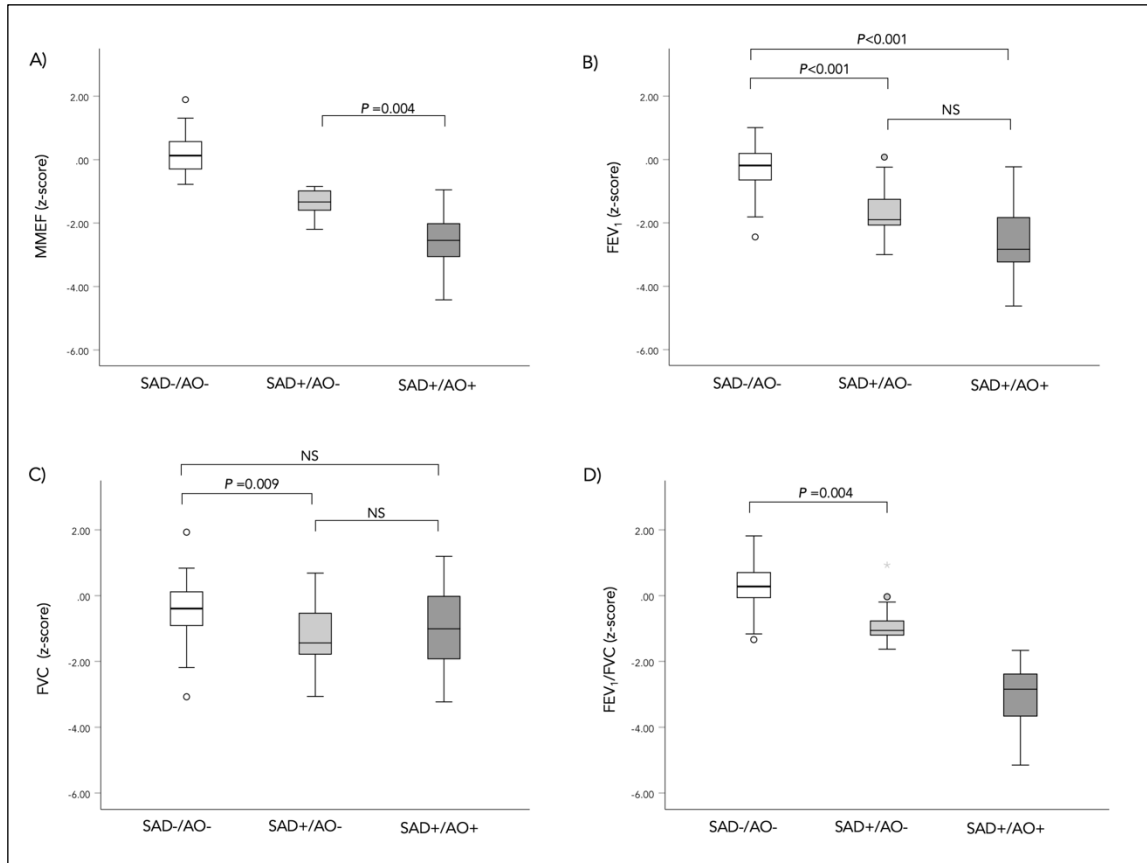 A)
P =0.004
2.00
.00
-2.00
-4.00
-6.00
MMEF (z-score)
SAD-/AO-
SAD+/AO-
SAD+/AO+
B)
P<0.001
P<0.001
NS
2.00
.00
-2.00
-4.00
-6.00
FEV₁ (z-score)
SAD-/AO-
SAD+/AO-
SAD+/AO+
C)
NS
P =0.009
NS
2.00
.00
-2.00
-4.00
-6.00
FVC (z-score)
SAD-/AO-
SAD+/AO-
SAD+/AO+
D)
P =0.004
2.00
.00
-2.00
-4.00
-6.00
FEV₁/FVC (z-score)
SAD-/AO-
SAD+/AO-
SAD+/AO+